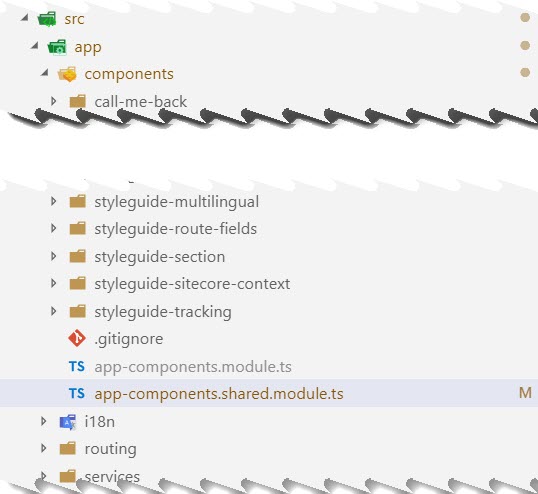 src
app
components
call-me-back
styleguide-multilingual
styleguide-route-fields
styleguide-section
styleguide-sitecore-context
styleguide-tracking
.gitignore
TS app-components.module.ts
TS app-components.shared.module.ts M
i18n
routing
services